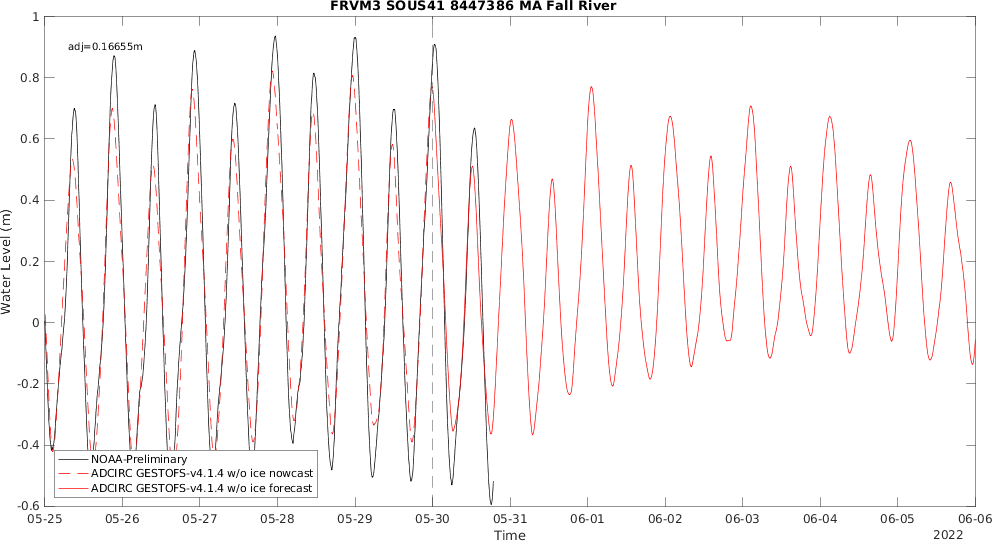 FRVM3 SOUS41 8447386 MA Fall River
adj=0.16655m
1
0.8
0.6
0.4
0.2
0
-0.2
-0.4
-0.6
Water Level (m)
NOAA-Preliminary
ADCIRC GESTOFS-v4.1.4 w/o ice nowcast
ADCIRC GESTOFS-v4.1.4 w/o ice forecast
05-25 05-26 05-27 05-28 05-29 05-30 05-31 06-01 06-02 06-03 06-04 06-05 06-06
Time
2022